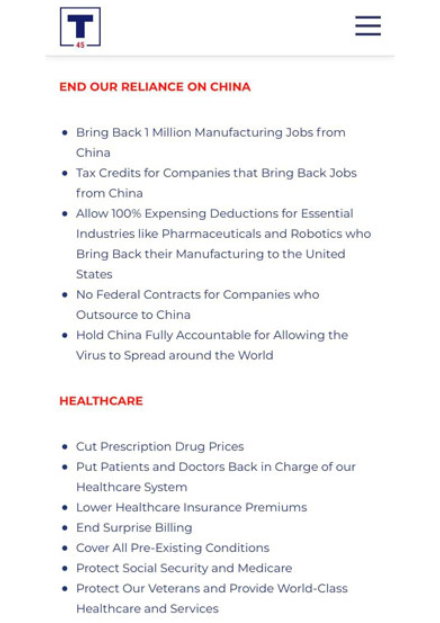 T
45
END OUR RELIANCE ON CHINA
Bring Back 1 Million Manufacturing Jobs from
China
Tax Credits for Companies that Bring Back Jobs
from China
Allow 100% Expensing Deductions for Essential
Industries like Pharmaceuticals and Robotics who
Bring Back their Manufacturing to the United
States
No Federal Contracts for Companies who
Outsource to China
Hold China Fully Accountable for Allowing the
Virus to Spread around the World
HEALTHCARE
Cut Prescription Drug Prices
Put Patients and Doctors Back in Charge of our
Healthcare System
Lower Healthcare Insurance Premiums
End Surprise Billing
Cover All Pre-Existing Conditions
Protect Social Security and Medicare
Protect Our Veterans and Provide World-Class
Healthcare and Services